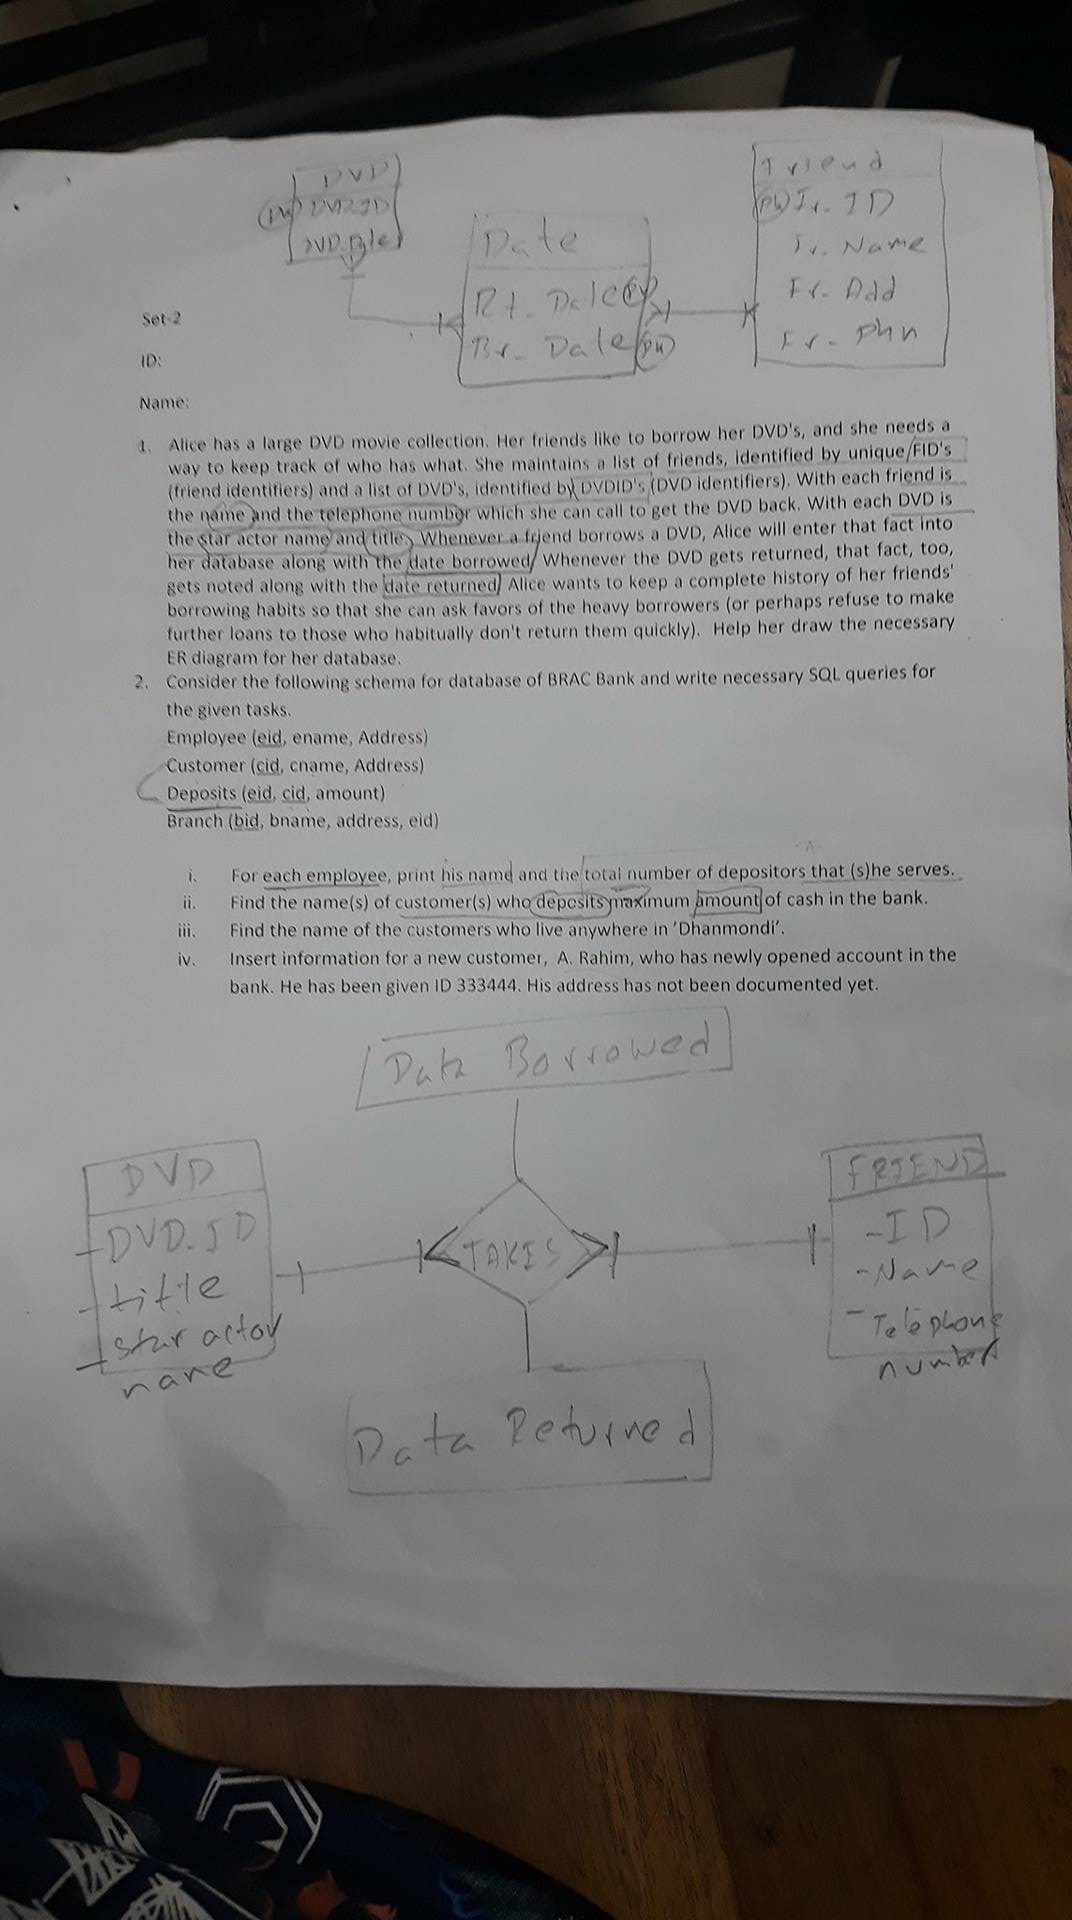 DVD
DVD_ID
Friend
Fr. ID
Fr. Name
Fr. Add
Fr. Phn
Date
Rt_Date
Br_Date
Set-2
ID:
Name:
1. Alice has a large DVD movie collection. Her friends like to borrow her DVD's, and she needs a
way to keep track of who has what. She maintains a list of friends, identified by unique FID's
(friend identifiers) and a list of DVD's, identified by DVDID's (DVD identifiers). With each friend is
the name and the telephone number which she can call to get the DVD back. With each DVD is
the star actor name and title. Whenever a friend borrows a DVD, Alice will enter that fact into
her database along with the date borrowed. Whenever the DVD gets returned, that fact, too,
gets noted along with the date returned. Alice wants to keep a complete history of her friends'
borrowing habits so that she can ask favors of the heavy borrowers (or perhaps refuse to make
further loans to those who habitually don't return them quickly). Help her draw the necessary
ER diagram for her database.
2. Consider the following schema for database of BRAC Bank and write necessary SQL queries for
the given tasks.
Employee (eid, ename, Address)
Customer (cid, cname, Address)
Deposits (eid, cid, amount)
Branch (bid, bname, address, eid)
i. For each employee, print his name and the total number of depositors that (s)he serves.
ii. Find the name(s) of customer(s) who deposits maximum amount of cash in the bank.
iii. Find the name of the customers who live anywhere in 'Dhanmondi'.
iv. Insert information for a new customer, A. Rahim, who has newly opened account in the
bank. He has been given ID 333444. His address has not been documented yet.
Data Borrowed
DVD
-DVD_ID
-title
-star actor
name
TAKES
FRIEND
-ID
-Name
-Telephone
number
Data Returned